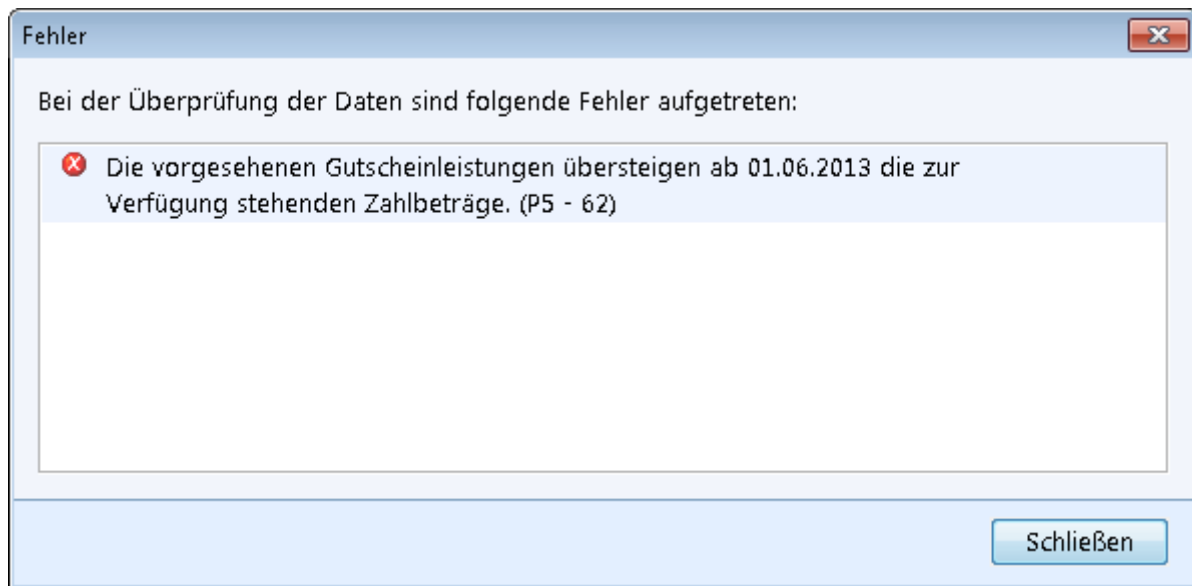 Fehler
Bei der Überprüfung der Daten sind folgende Fehler aufgetreten:
Die vorgesehenen Gutscheinleistungen übersteigen ab 01.06.2013 die zur
Verfügung stehenden Zahlbeträge. (P5 - 62)
Schließen